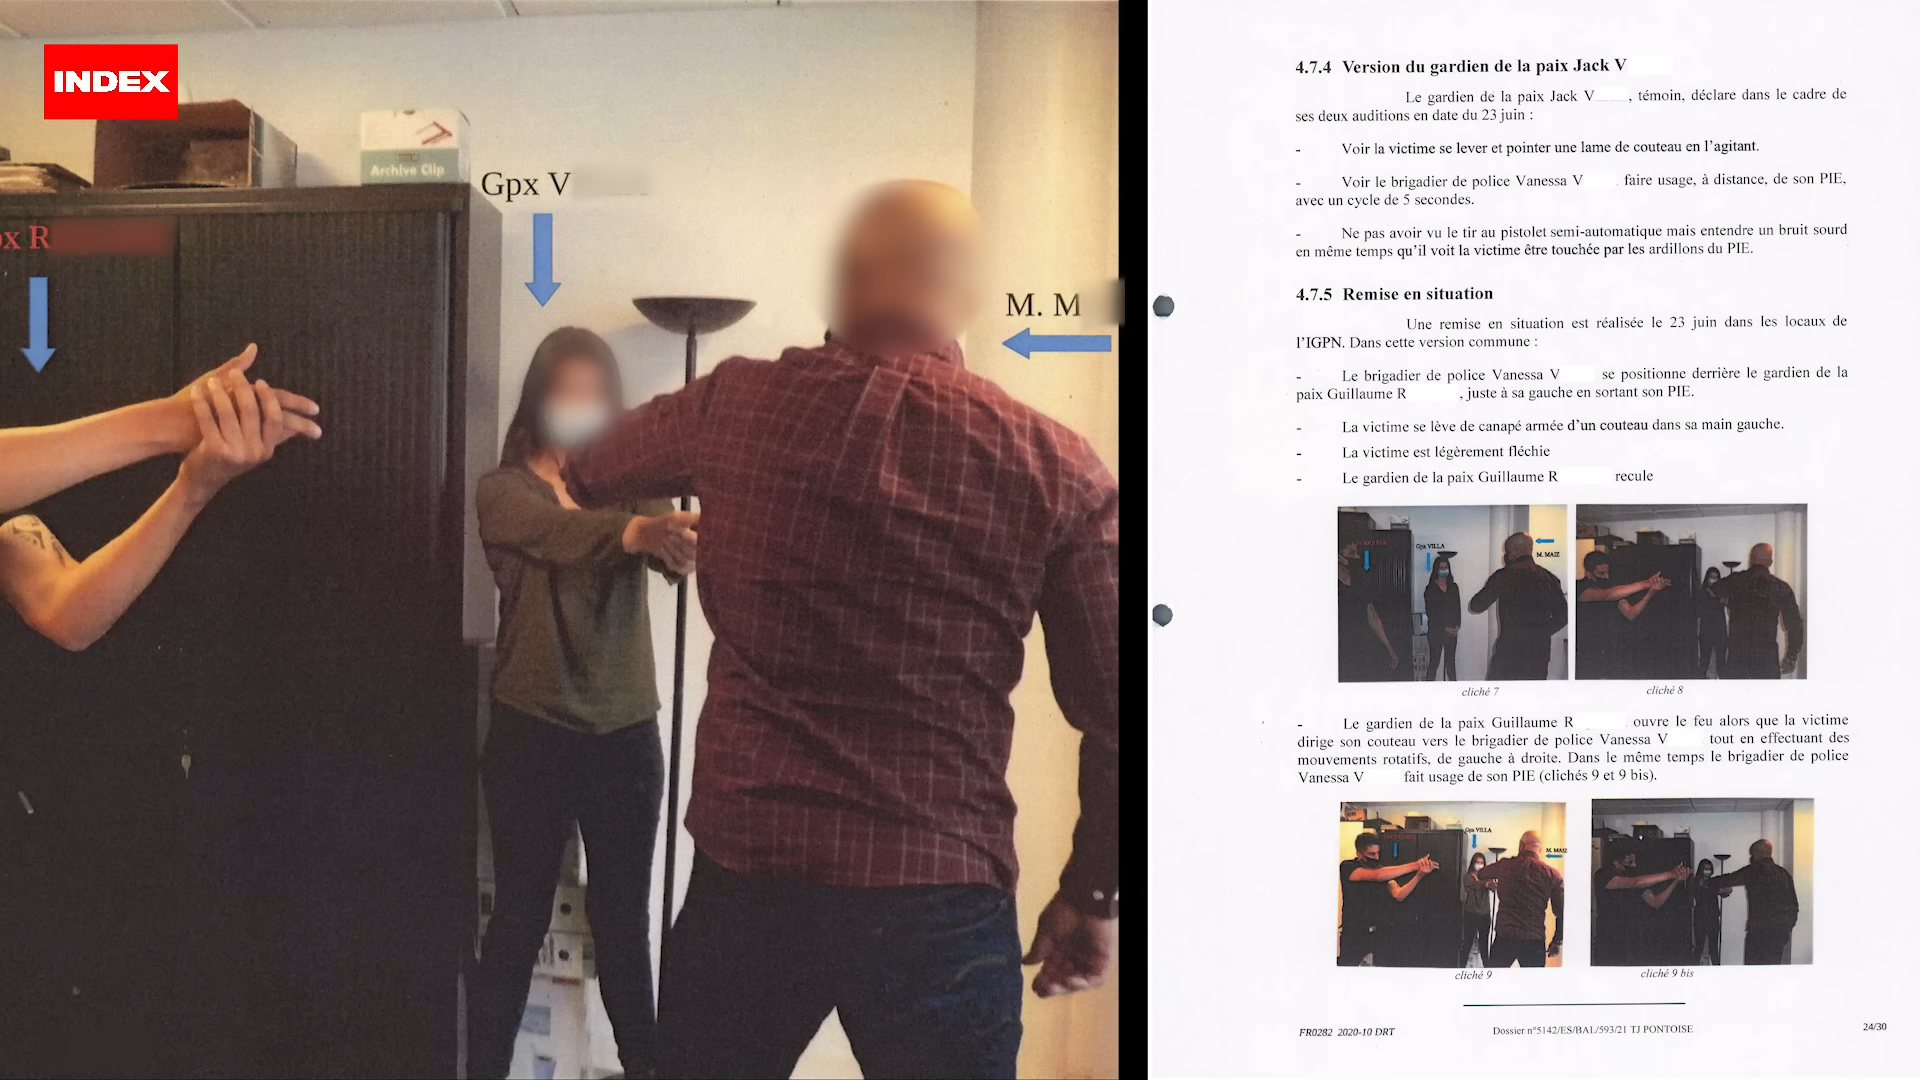 INDEX
Archive Clip
Gpx V
px R
M. M
4.7.4 Version du gardien de la paix Jack V
Le gardien de la paix Jack V , témoin, déclare dans le cadre de
ses deux auditions en date du 23 juin :
- Voir la victime se lever et pointer une lame de couteau en l'agitant.
- Voir le brigadier de police Vanessa V faire usage, à distance, de son PIE,
avec un cycle de 5 secondes.
- Ne pas avoir vu le tir au pistolet semi-automatique mais entendre un bruit sourd
en même temps qu'il voit la victime être touchée par les ardillons du PIE.
4.7.5 Remise en situation
Une remise en situation est réalisée le 23 juin dans les locaux de
l'IGPN. Dans cette version commune :
- Le brigadier de police Vanessa V se positionne derrière le gardien de la
paix Guillaume R , juste à sa gauche en sortant son PIE.
- La victime se lève de canapé armée d'un couteau dans sa main gauche.
- La victime est légèrement fléchie
- Le gardien de la paix Guillaume R recule
Gpx VILLA
M. MAIZ
cliché 7
cliché 8
- Le gardien de la paix Guillaume R ouvre le feu alors que la victime
dirige son couteau vers le brigadier de police Vanessa V tout en effectuant des
mouvements rotatifs, de gauche à droite. Dans le même temps le brigadier de police
Vanessa V fait usage de son PIE (clichés 9 et 9 bis).
Gpx VILLA
M. MAIZ
cliché 9
cliché 9 bis
FR0282 2020-10 DRT
Dossier n°5142/ES/BAL/593/21 TJ PONTOISE
24/30